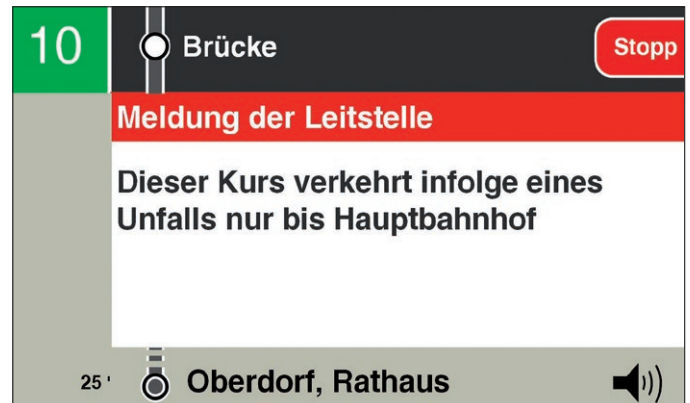 10
Brücke
Stopp
Meldung der Leitstelle
Dieser Kurs verkehrt infolge eines
Unfalls nur bis Hauptbahnhof
25' Oberdorf, Rathaus